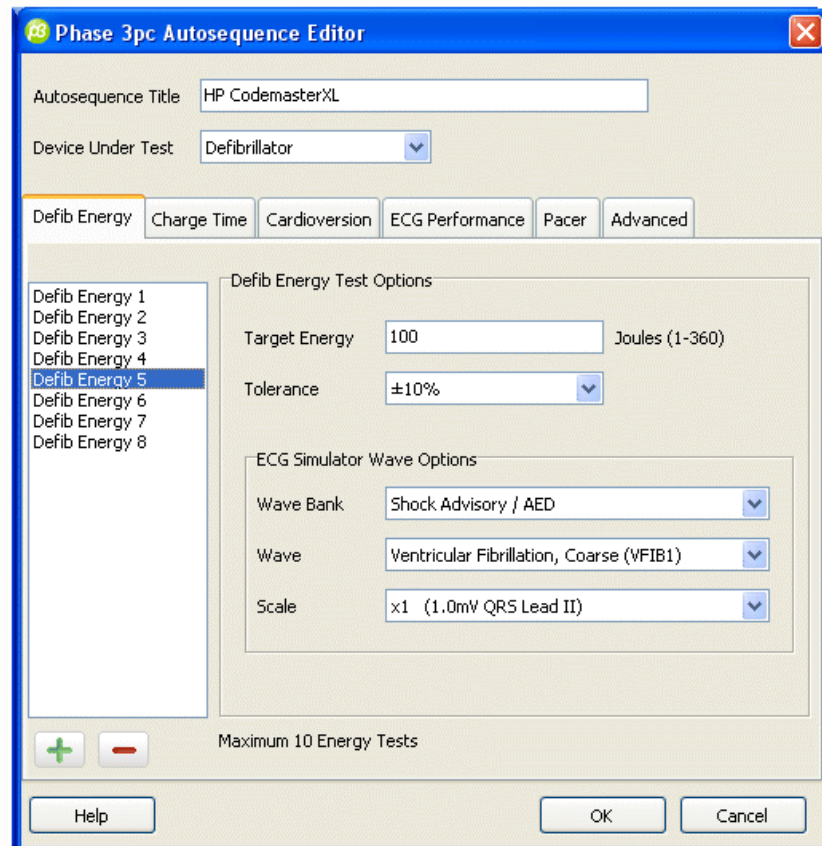 Phase 3pc Autosequence Editor
Autosequence Title HP CodemasterXL
Device Under Test Defibrillator
Defib Energy Charge Time Cardioversion ECG Performance Pacer Advanced
Defib Energy 1
Defib Energy 2
Defib Energy 3
Defib Energy 4
Defib Energy 5
Defib Energy 6
Defib Energy 7
Defib Energy 8
Defib Energy Test Options
Target Energy 100 Joules (1-360)
Tolerance ±10%
ECG Simulator Wave Options
Wave Bank Shock Advisory / AED
Wave Ventricular Fibrillation, Coarse (VFIB1)
Scale x1 (1.0mV QRS Lead II)
Maximum 10 Energy Tests
Help OK Cancel